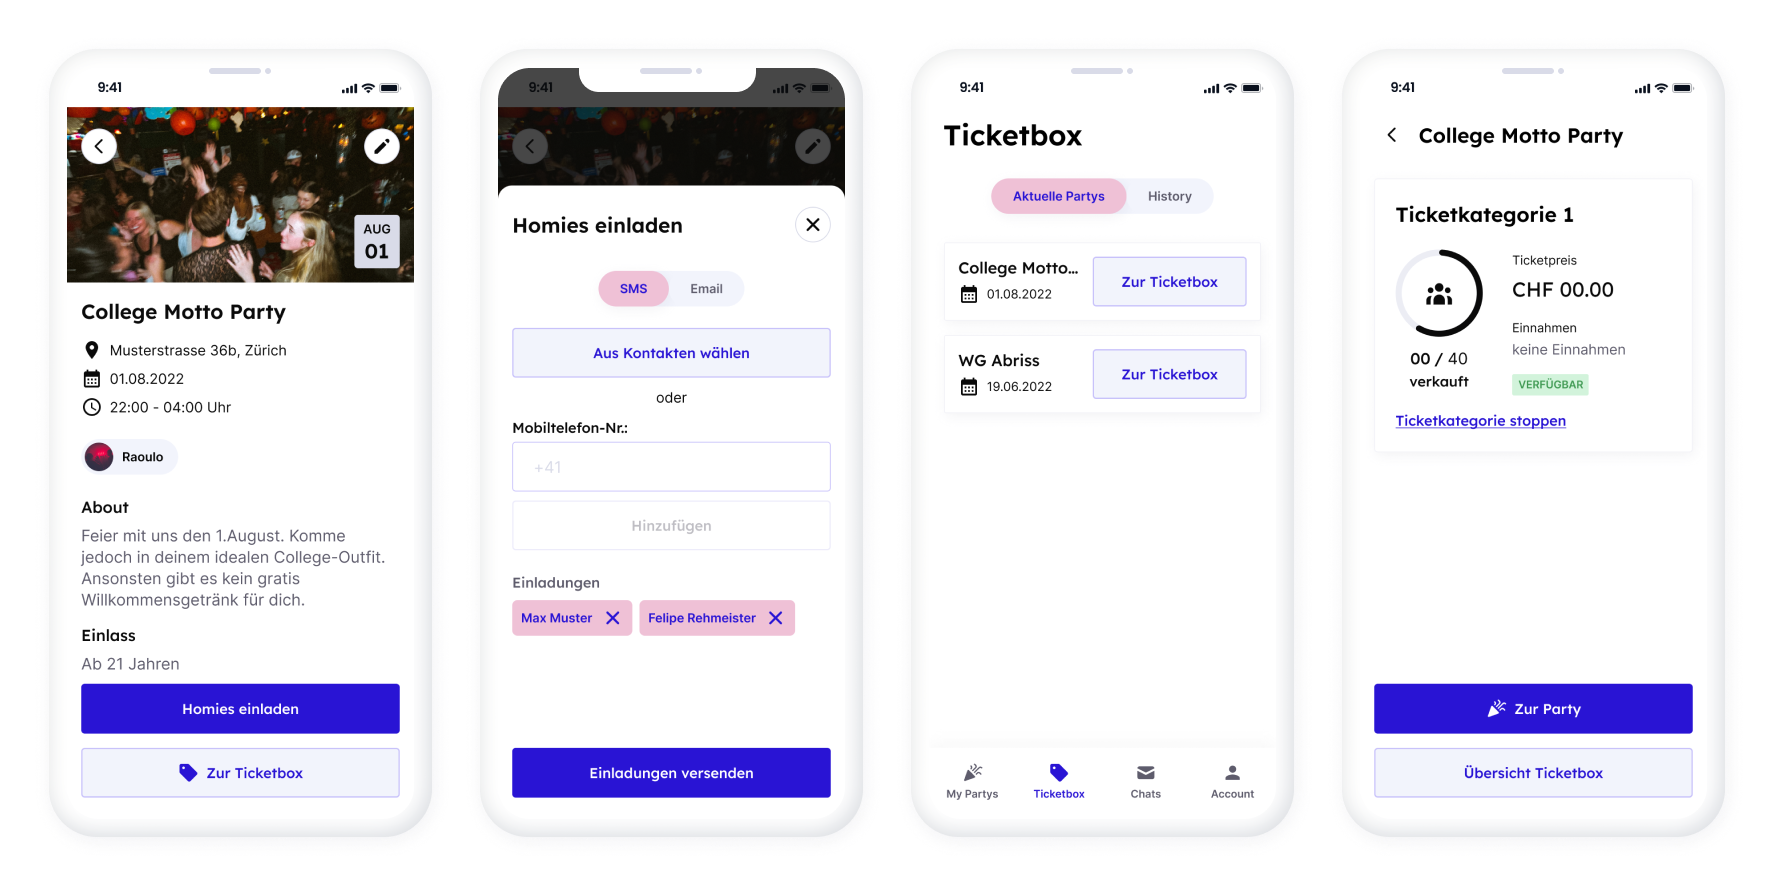 9:41
AUG
01
College Motto Party
Musterstrasse 36b, Zürich
01.08.2022
22:00 - 04:00 Uhr
Raoulo
About
Feier mit uns den 1.August. Komme
jedoch in deinem idealen College-Outfit.
Ansonsten gibt es kein gratis
Willkommensgetränk für dich.
Einlass
Ab 21 Jahren
Homies einladen
Zur Ticketbox
9:41
Homies einladen
SMS Email
Aus Kontakten wählen
oder
Mobiltelefon-Nr.:
+41
Hinzufügen
Einladungen
Max Muster Felipe Rehmeister
Einladungen versenden
9:41
Ticketbox
Aktuelle Partys History
College Motto... Zur Ticketbox
01.08.2022
WG Abriss Zur Ticketbox
19.06.2022
My Partys Ticketbox Chats Account
9:41
College Motto Party
Ticketkategorie 1
Ticketpreis
CHF 00.00
Einnahmen
keine Einnahmen
00 / 40
verkauft
VERFÜGBAR
Ticketkategorie stoppen
Zur Party
Übersicht Ticketbox